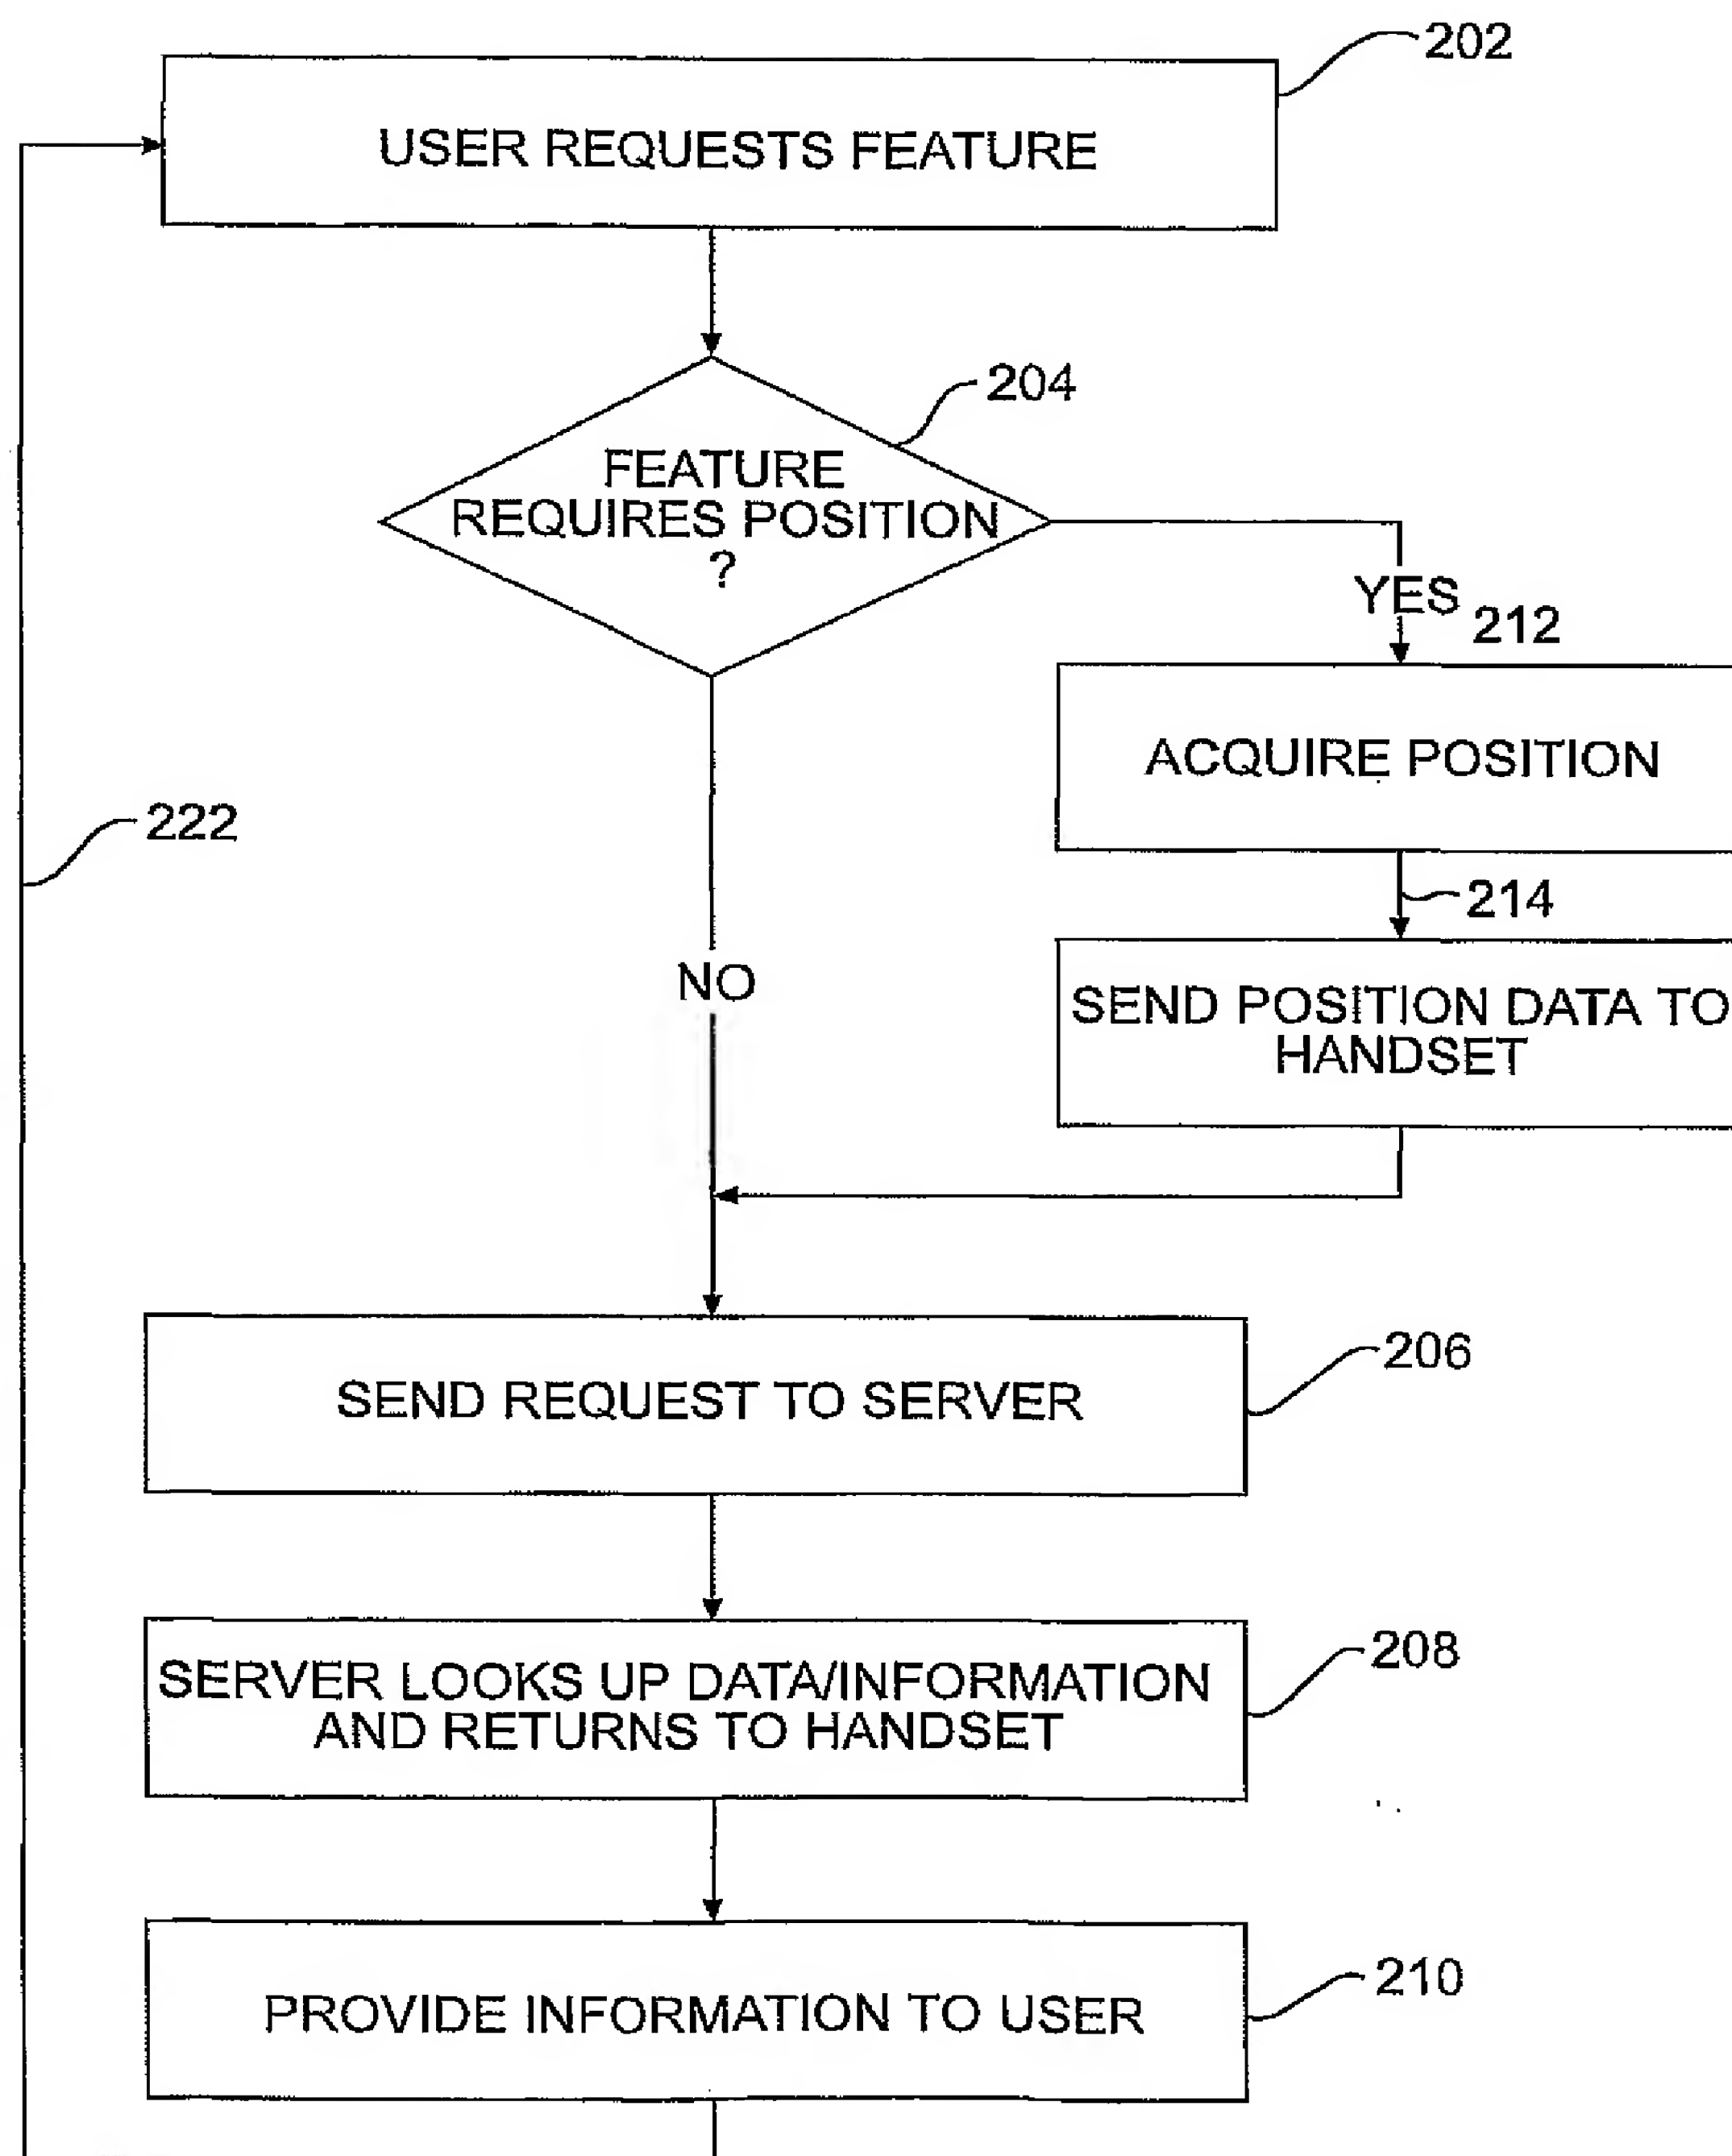 202
USER REQUESTS FEATURE
204
FEATURE
REQUIRES POSITION
?
YES
212
ACQUIRE POSITION
222
214
NO
SEND POSITION DATA TO
HANDSET
206
SEND REQUEST TO SERVER
208
SERVER LOOKS UP DATA/INFORMATION
AND RETURNS TO HANDSET
210
PROVIDE INFORMATION TO USER